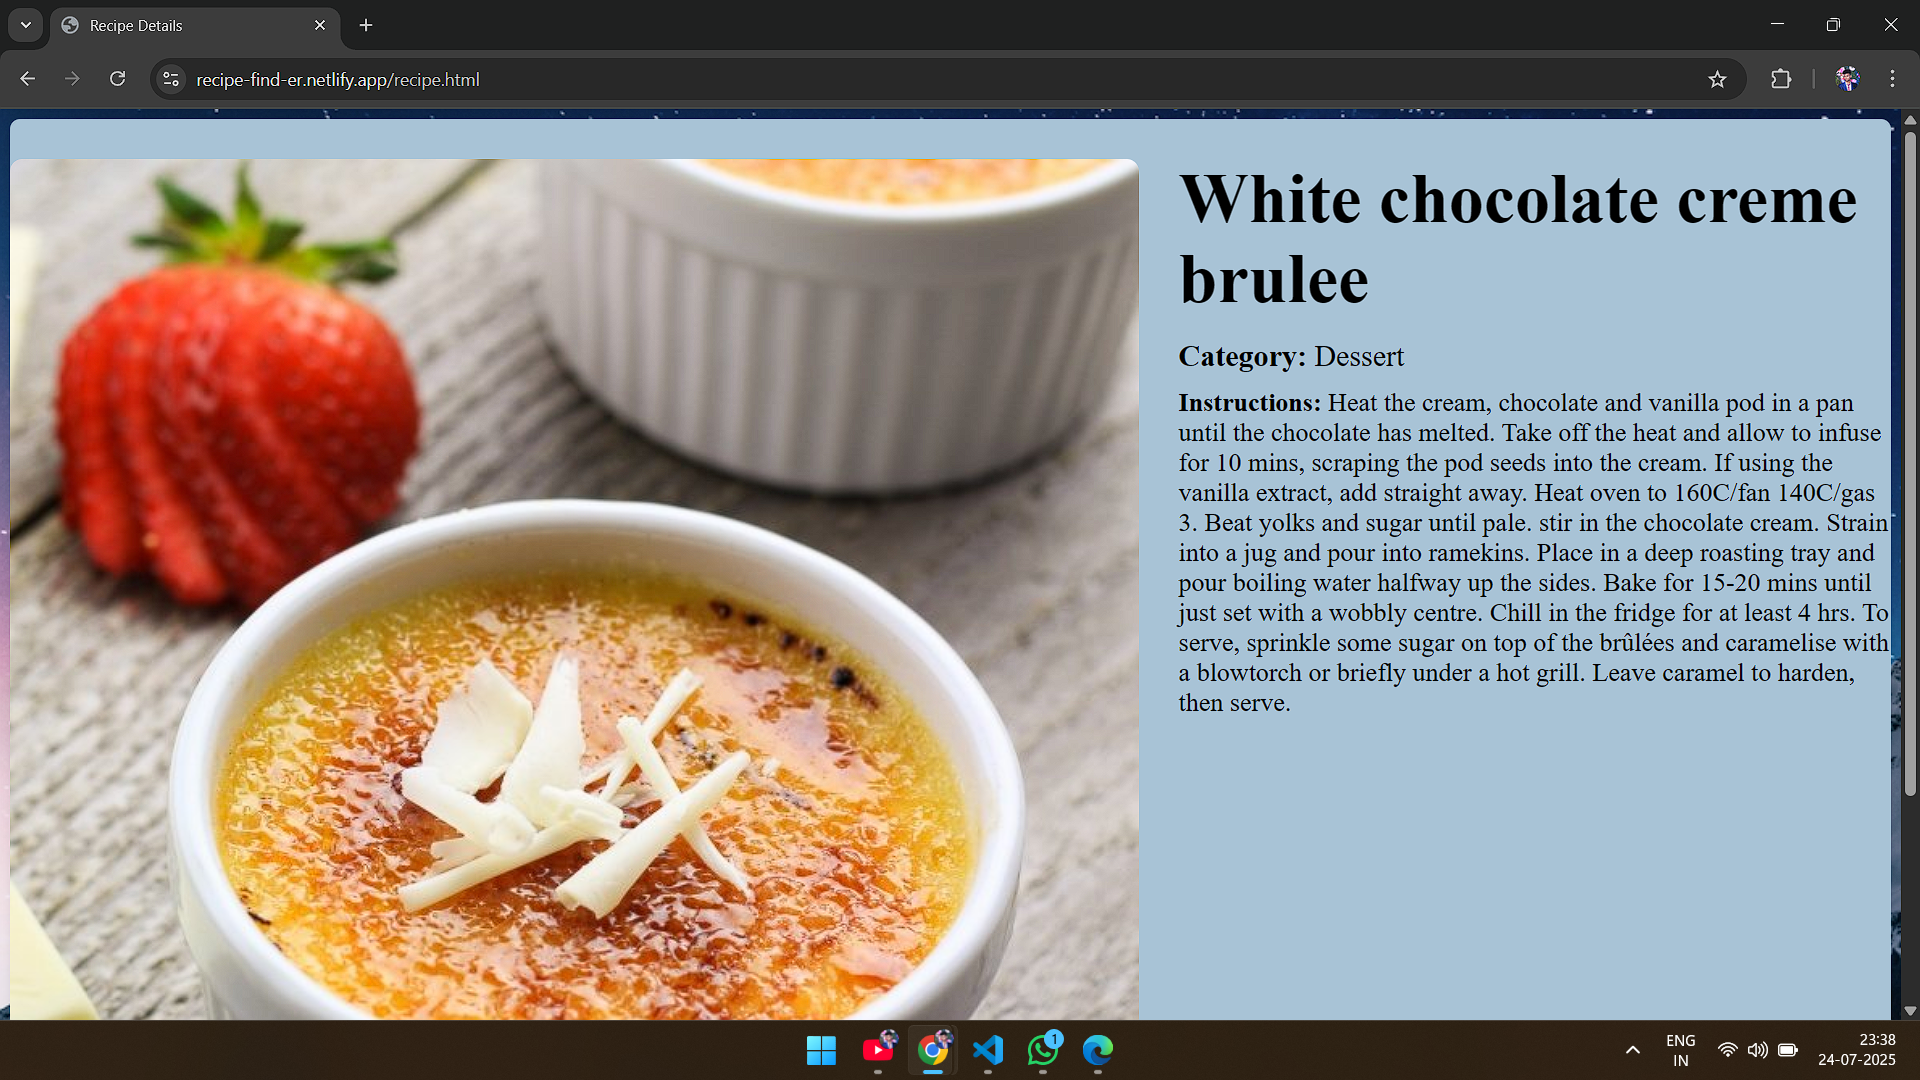 Recipe Details
recipe-find-er.netlify.app/recipe.html
White chocolate creme
brulee
Category: Dessert
Instructions: Heat the cream, chocolate and vanilla pod in a pan
until the chocolate has melted. Take off the heat and allow to infuse
for 10 mins, scraping the pod seeds into the cream. If using the
vanilla extract, add straight away. Heat oven to 160C/fan 140C/gas
3. Beat yolks and sugar until pale. stir in the chocolate cream. Strain
into a jug and pour into ramekins. Place in a deep roasting tray and
pour boiling water halfway up the sides. Bake for 15-20 mins until
just set with a wobbly centre. Chill in the fridge for at least 4 hrs. To
serve, sprinkle some sugar on top of the brûlées and caramelise with
a blowtorch or briefly under a hot grill. Leave caramel to harden,
then serve.
1
ENG
IN
23:38
24-07-2025